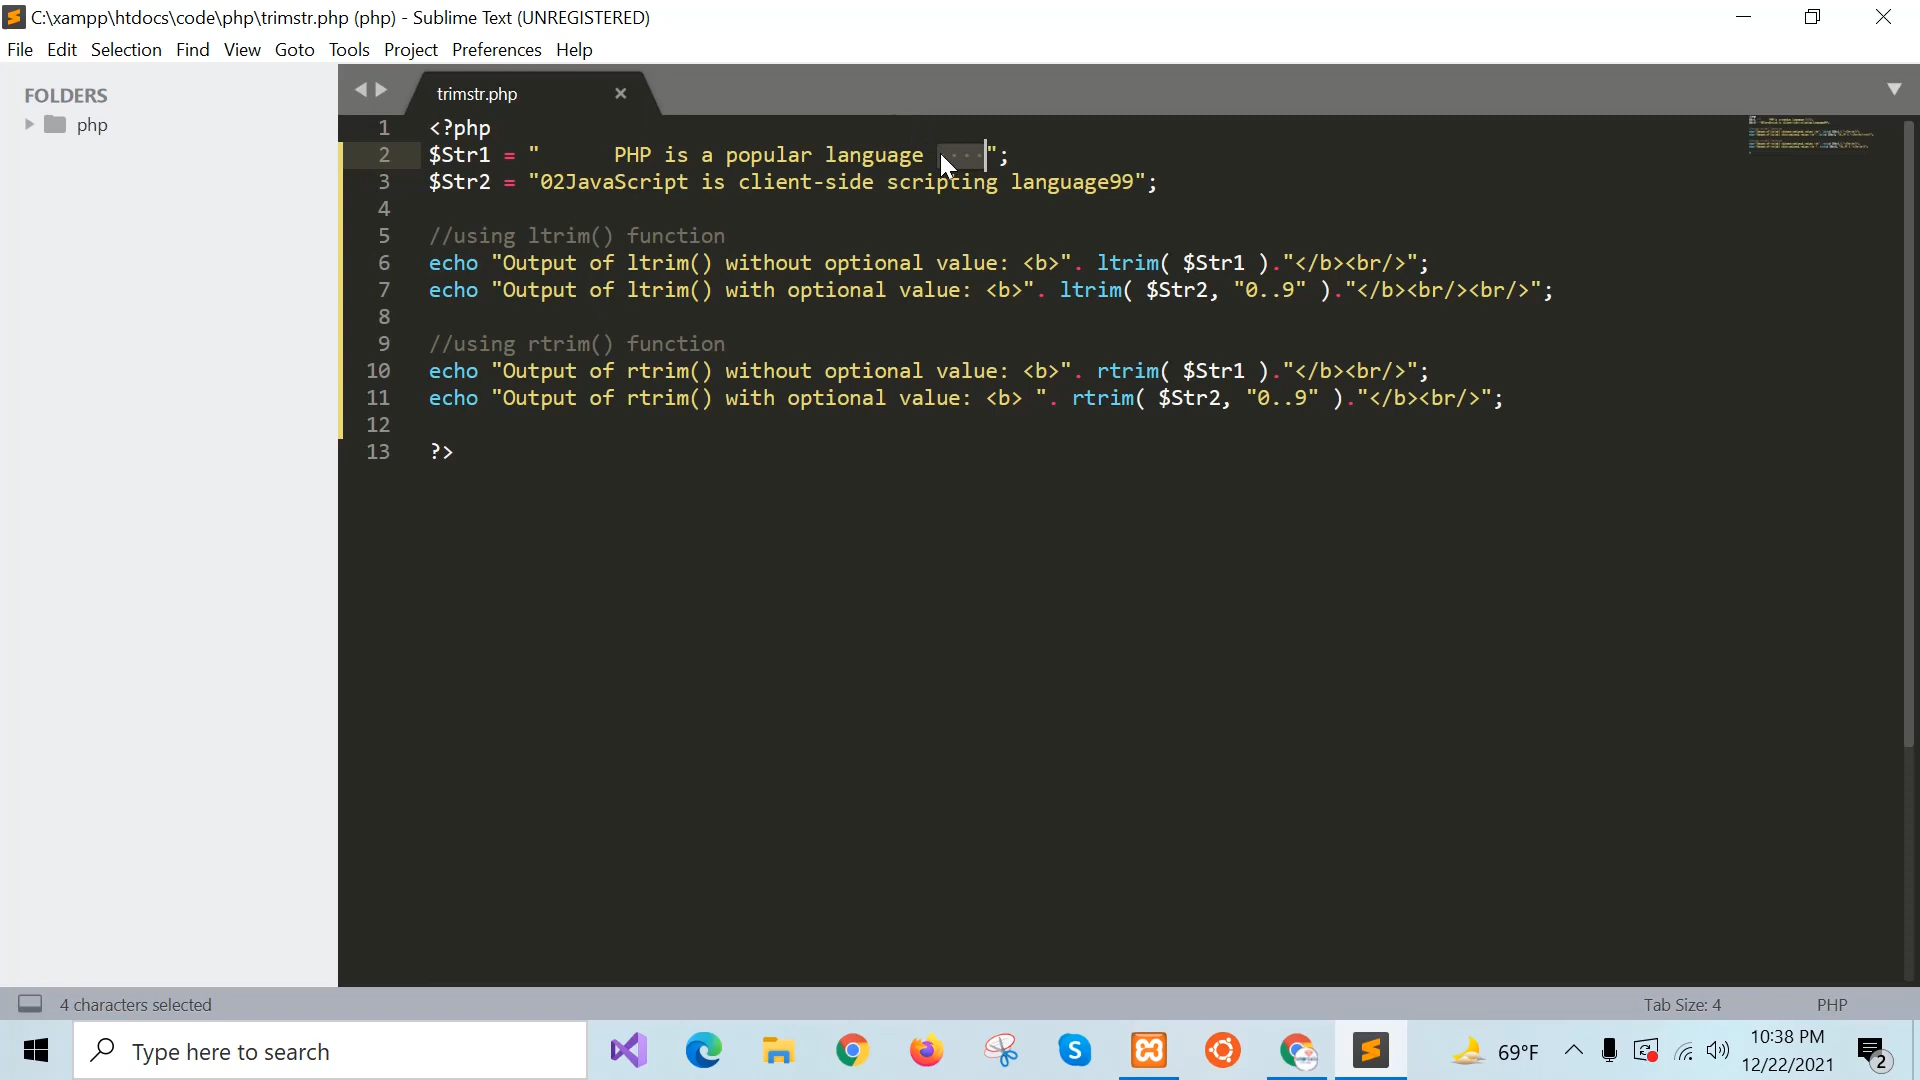 C:\xampp\htdocs\code\php\trimstr.php (php) - Sublime Text (UNREGISTERED)
File Edit Selection Find View Goto Tools Project Preferences Help
FOLDERS
php
trimstr.php
1 <?php
2 $Str1 = "      PHP is a popular language     ";
3 $Str2 = "02JavaScript is client-side scripting language99";
4
5 //using ltrim() function
6 echo "Output of ltrim() without optional value: <b>". ltrim( $Str1 )."</b><br/>";
7 echo "Output of ltrim() with optional value: <b>". ltrim( $Str2, "0..9" )."</b><br/><br/>";
8
9 //using rtrim() function
10 echo "Output of rtrim() without optional value: <b>". rtrim( $Str1 )."</b><br/>";
11 echo "Output of rtrim() with optional value: <b> ". rtrim( $Str2, "0..9" )."</b><br/>";
12
13 ?>
4 characters selected
Tab Size: 4
PHP
Type here to search
69°F
10:38 PM
12/22/2021
2